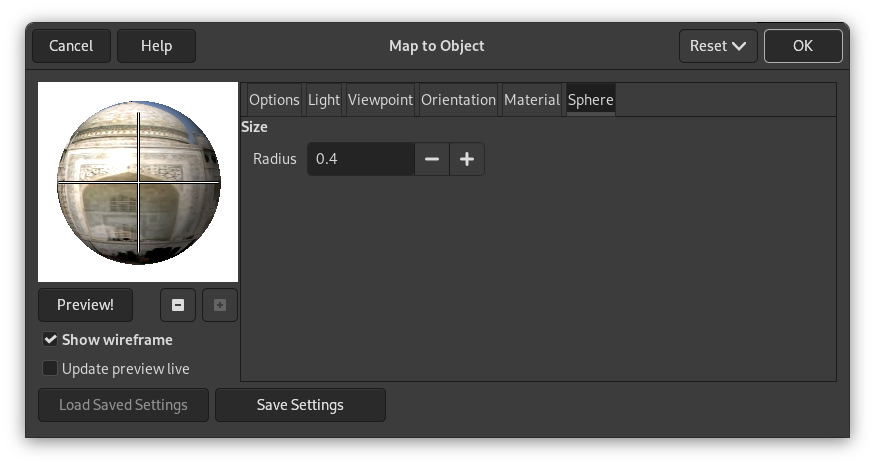 Cancel Help Map to Object Reset OK
Options Light Viewpoint Orientation Material Sphere
Size
Radius 0.4
Preview!
Show wireframe
Update preview live
Load Saved Settings Save Settings